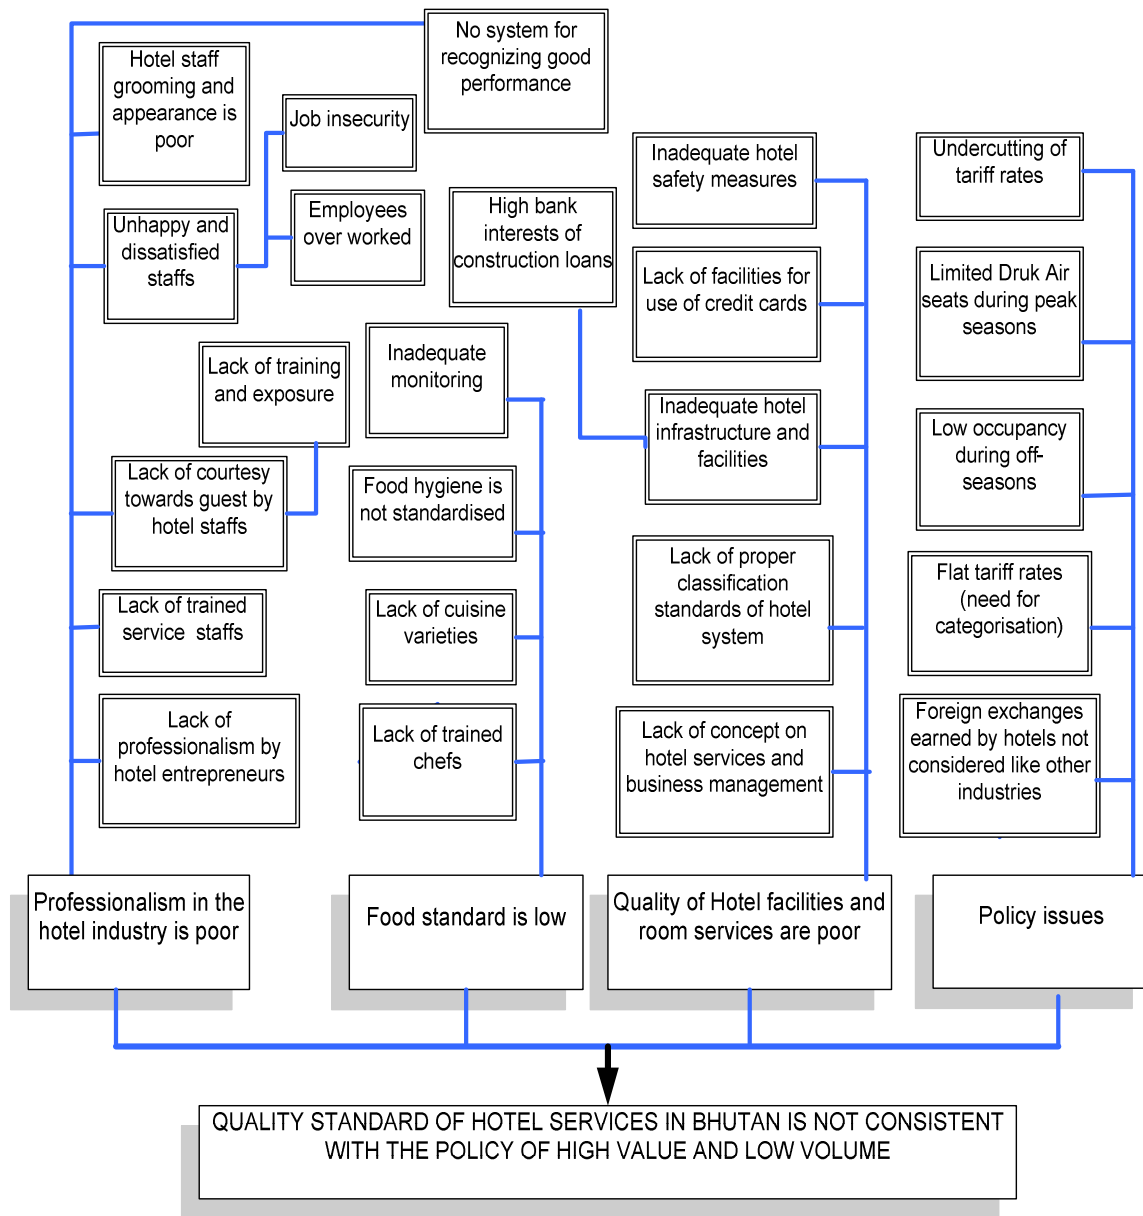 No system for
recognizing good
performance
Hotel staff
grooming and
appearance is
poor
Job insecurity
Unhappy and
dissatisfied
staffs
Employees
over worked
Lack of training
and exposure
Lack of courtesy
towards guest by
hotel staffs
Lack of trained
service staffs
Lack of
professionalism by
hotel entrepreneurs
Inadequate
monitoring
Food hygiene is
not standardised
Lack of cuisine
varieties
Lack of trained
chefs
High bank
interests of
construction loans
Inadequate hotel
safety measures
Lack of facilities for
use of credit cards
Inadequate hotel
infrastructure and
facilities
Lack of proper
classification
standards of hotel
system
Lack of concept on
hotel services and
business management
Undercutting of
tariff rates
Limited Druk Air
seats during peak
seasons
Low occupancy
during off-
seasons
Flat tariff rates
(need for
categorisation)
Foreign exchanges
earned by hotels not
considered like other
industries
Professionalism in the
hotel industry is poor
Food standard is low
Quality of Hotel facilities and
room services are poor
Policy issues
QUALITY STANDARD OF HOTEL SERVICES IN BHUTAN IS NOT CONSISTENT
WITH THE POLICY OF HIGH VALUE AND LOW VOLUME